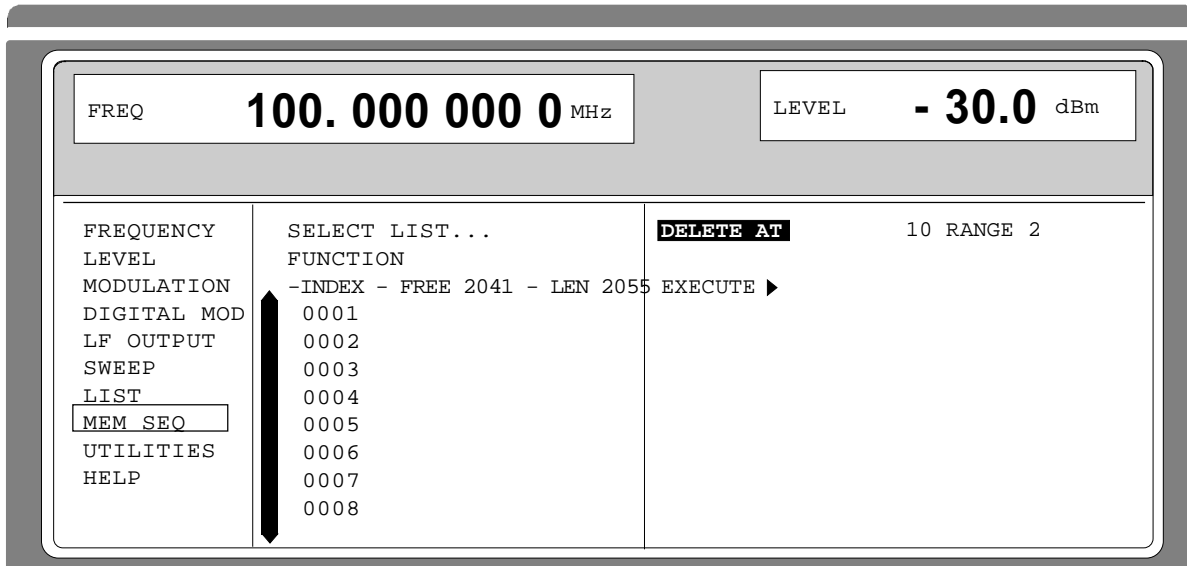 FREQ 100. 000 000 0 MHz
LEVEL - 30.0 dBm
FREQUENCY
LEVEL
MODULATION
DIGITAL MOD
LF OUTPUT
SWEEP
LIST
MEM SEQ
UTILITIES
HELP
SELECT LIST...
FUNCTION
-INDEX - FREE 2041 - LEN 2055 EXECUTE
0001
0002
0003
0004
0005
0006
0007
0008
DELETE AT 10 RANGE 2